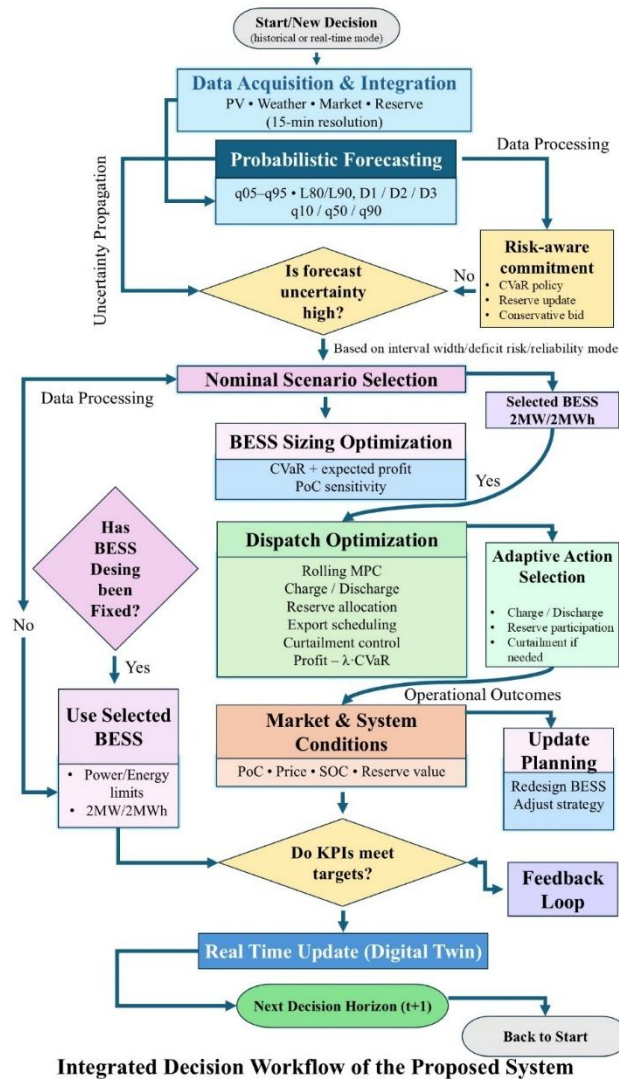 Start/New Decision
(historical or real-time mode)
Data Acquisition & Integration
PV • Weather • Market • Reserve
(15-min resolution)
Probabilistic Forecasting
q05–q95 • L80/L90, D1 / D2 / D3
q10 / q50 / q90
Data Processing
Uncertainty Propagation
Risk-aware
commitment
• CVaR policy
• Reserve update
• Conservative bid
No
Is forecast
uncertainty
high?
Based on interval width/deficit risk/reliability mode
Nominal Scenario Selection
Data Processing
Selected BESS
2MW/2MWh
BESS Sizing Optimization
CVaR + expected profit
PoC sensitivity
Yes
Has
BESS
Desing
been
Fixed?
No
Yes
Dispatch Optimization
Rolling MPC
Charge / Discharge
Reserve allocation
Export scheduling
Curtailment control
Profit – λ·CVaR
Adaptive Action
Selection
• Charge / Discharge
• Reserve participation
• Curtailment if
needed
Operational Outcomes
Use Selected
BESS
• Power/Energy
limits
• 2MW/2MWh
Market & System
Conditions
PoC • Price • SOC • Reserve value
Update
Planning
Redesign BESS
Adjust strategy
Do KPIs meet
targets?
Feedback
Loop
Real Time Update (Digital Twin)
Next Decision Horizon (t+1)
Back to Start
Integrated Decision Workflow of the Proposed System